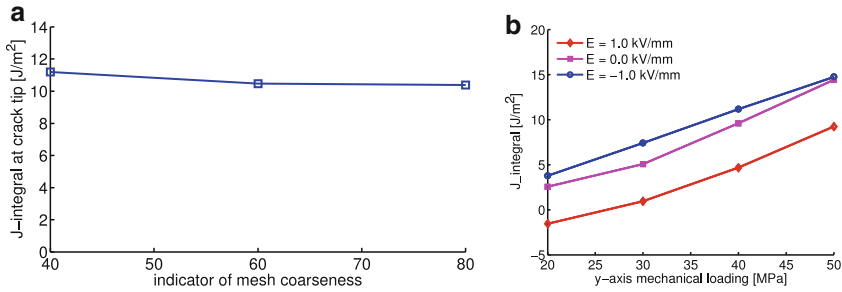 a
J−integral at crack tip [J/m²]
14
12
10
8
6
4
2
0
40
50
60
70
80
indicator of mesh coarseness
b
J_integral [J/m²]
20
15
10
5
0
−5
E = 1.0 kV/mm
E = 0.0 kV/mm
E = −1.0 kV/mm
20
25
30
35
40
45
50
y−axis mechanical loading [MPa]